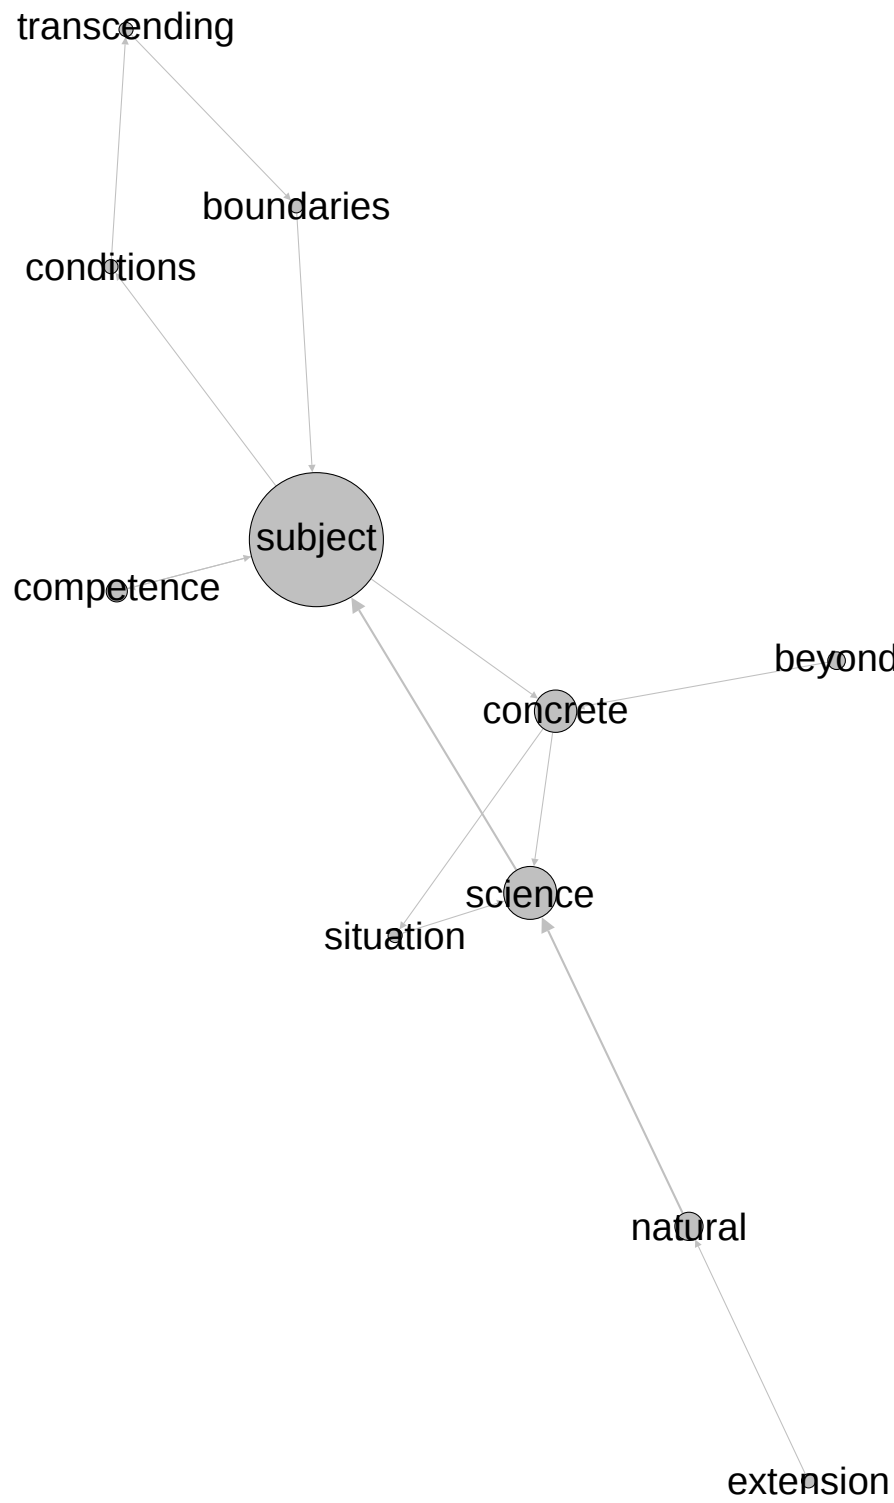 transcending
boundaries
conditions
subject
competence
beyond
concrete
science
situation
natural
extension